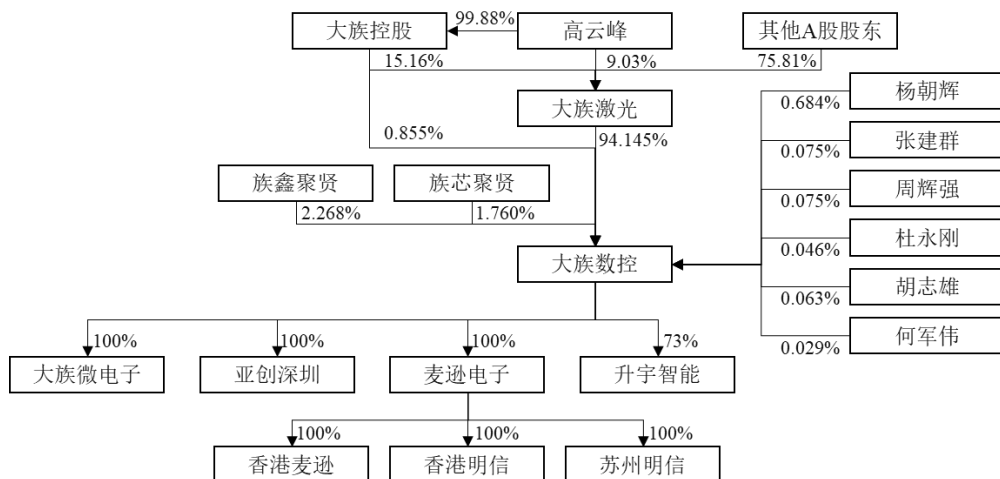 99.88%
大族控股
高云峰
其他A股股东
15.16%
9.03%
75.81%
杨朝辉
0.684%
大族激光
张建群
0.855%
94.145%
0.075%
族鑫聚贤
族芯聚贤
周辉强
2.268%
1.760%
0.075%
杜永刚
0.046%
大族数控
胡志雄
0.063%
何军伟
0.029%
100%
100%
100%
73%
大族微电子
亚创深圳
麦逊电子
升宇智能
100%
100%
100%
香港麦逊
香港明信
苏州明信